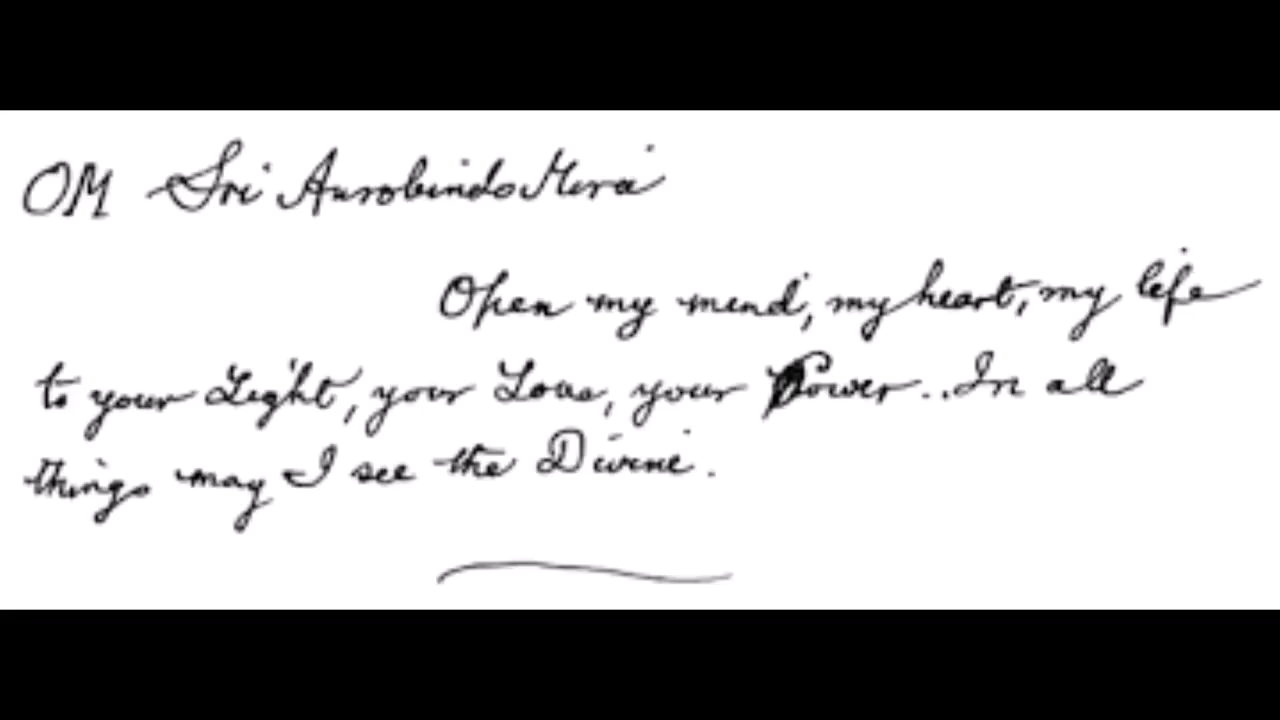 OM Sri Aurobindo Mira
Open my mind, my heart, my life
to your Light, your Love, your Power.. In all
things may I see the Divine.